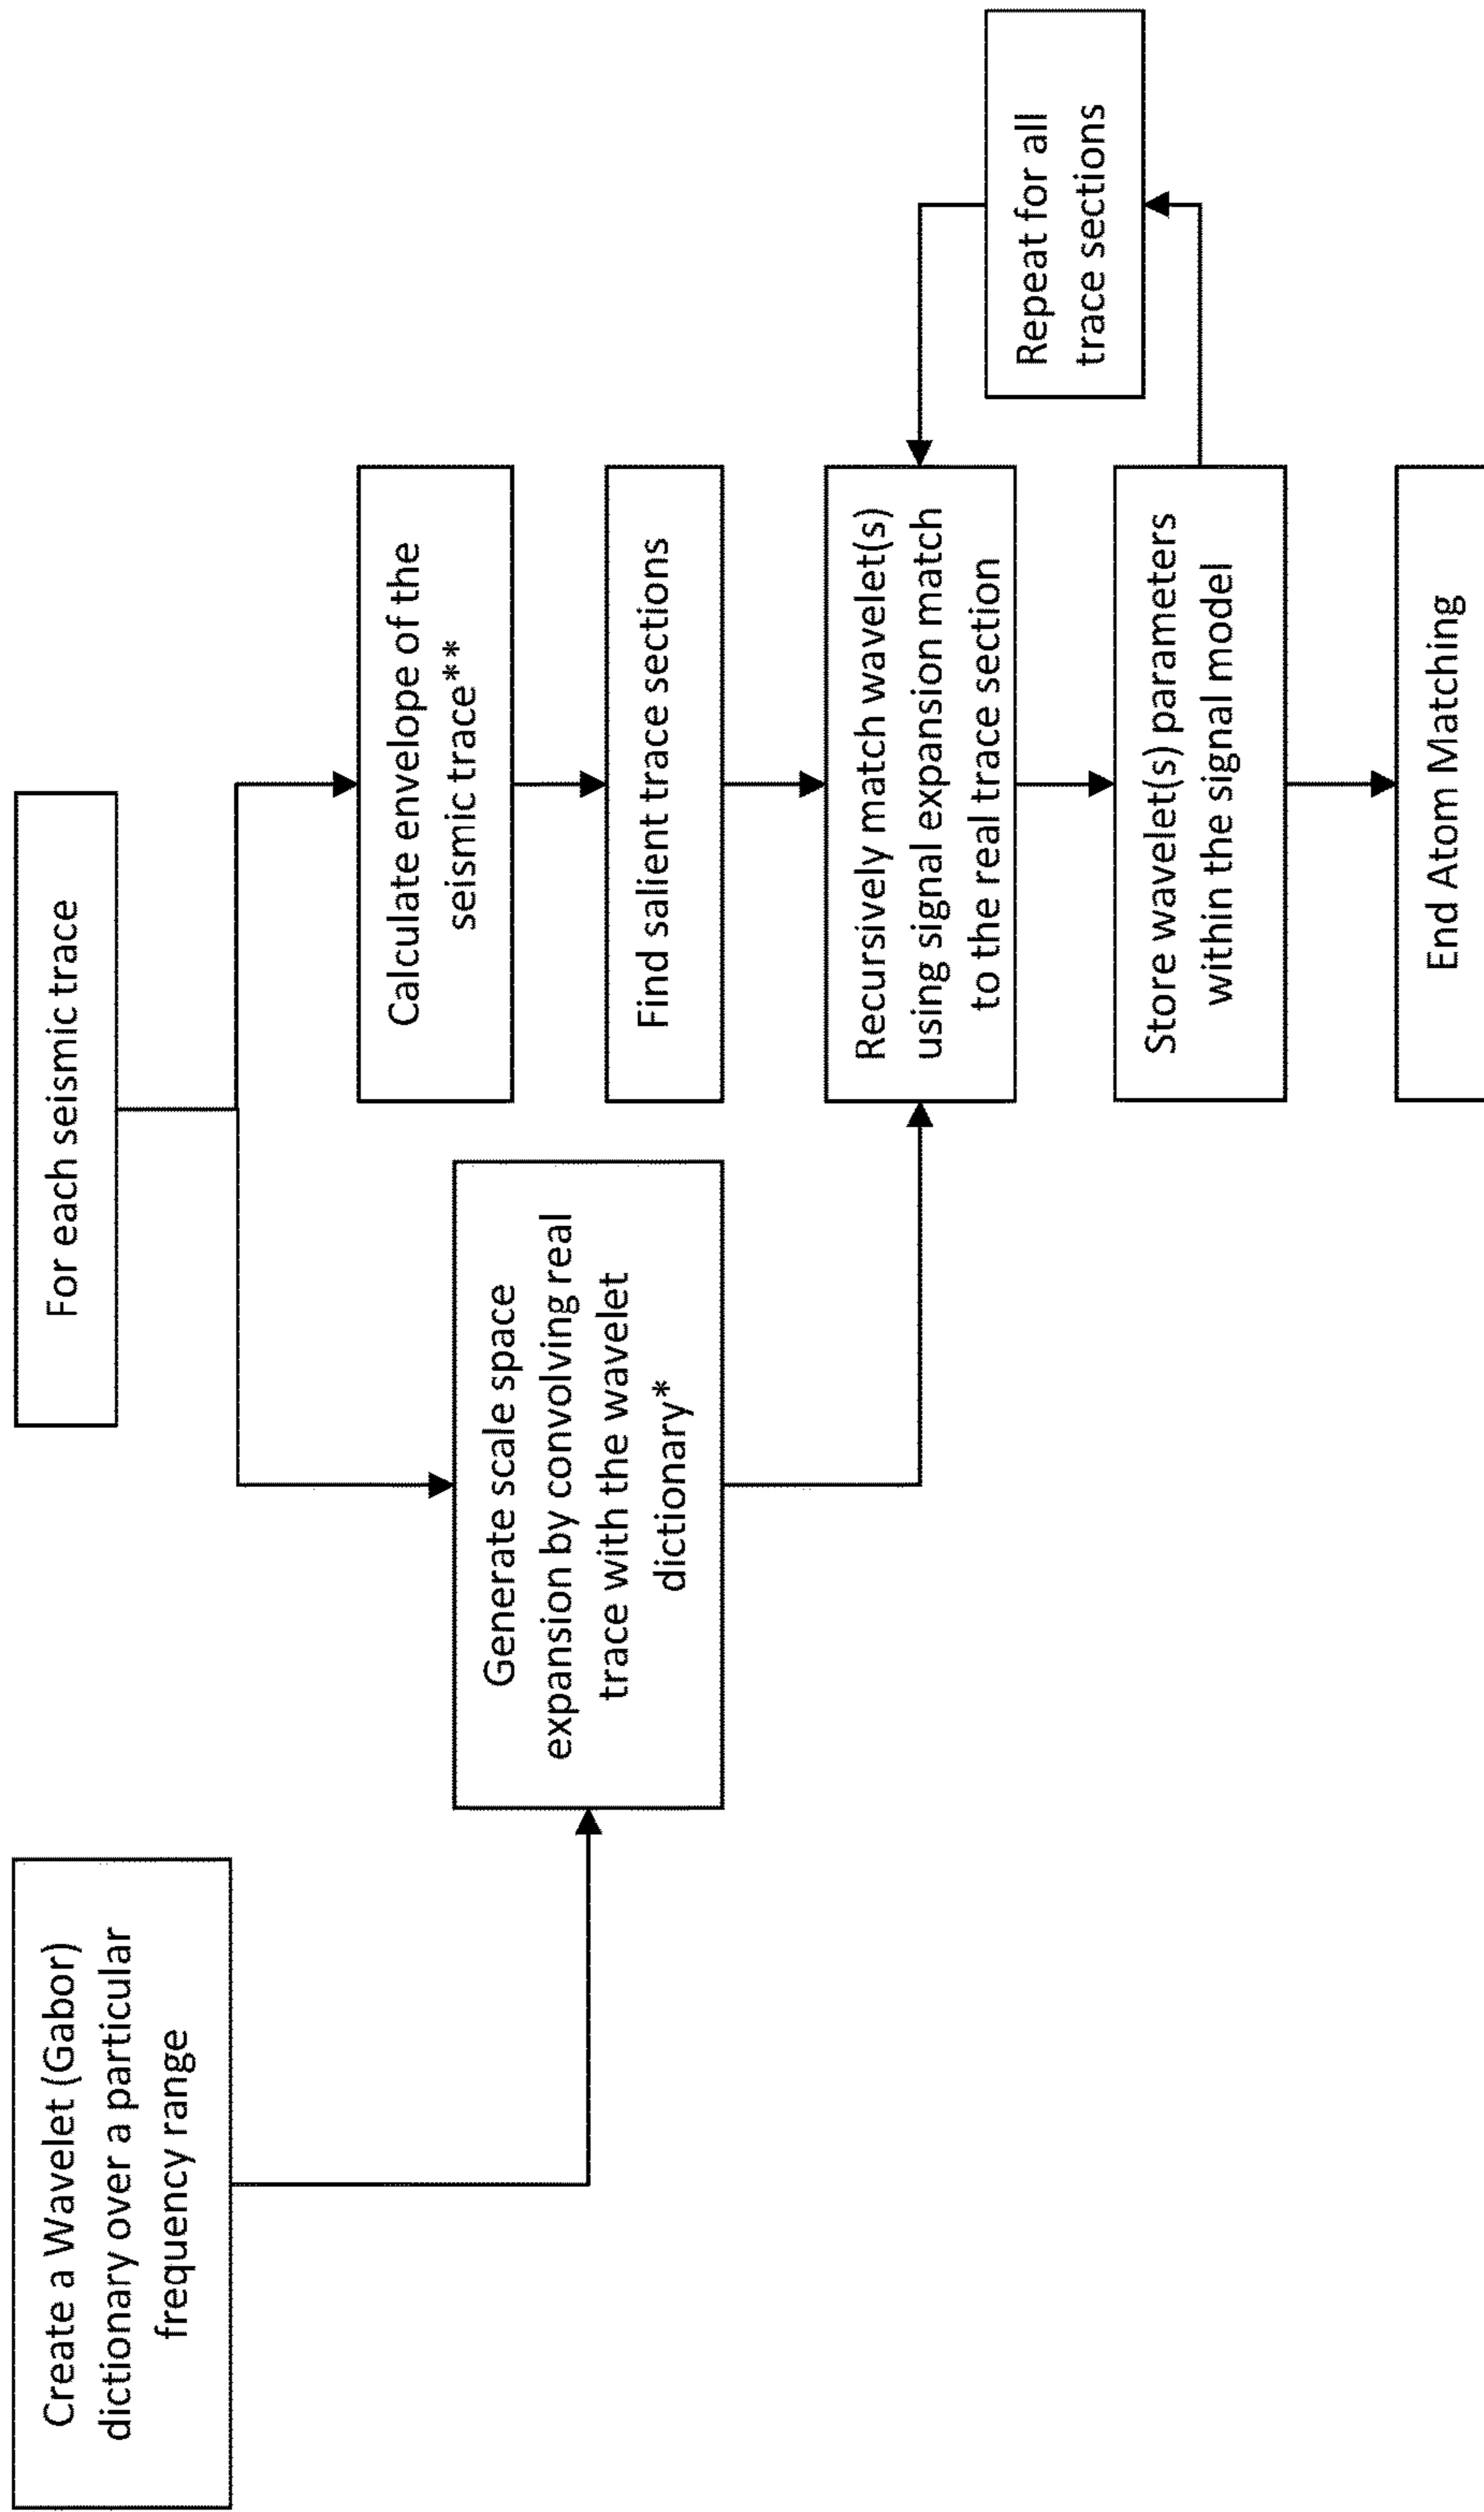 Create a Wavelet (Gabor)
dictionary over a particular
frequency range
For each seismic trace
Generate scale space
expansion by convolving real
trace with the wavelet
dictionary*
Calculate envelope of the
seismic trace**
Find salient trace sections
Recursively match wavelet(s)
using signal expansion match
to the real trace section
Repeat for all
trace sections
Store wavelet(s) parameters
within the signal model
End Atom Matching